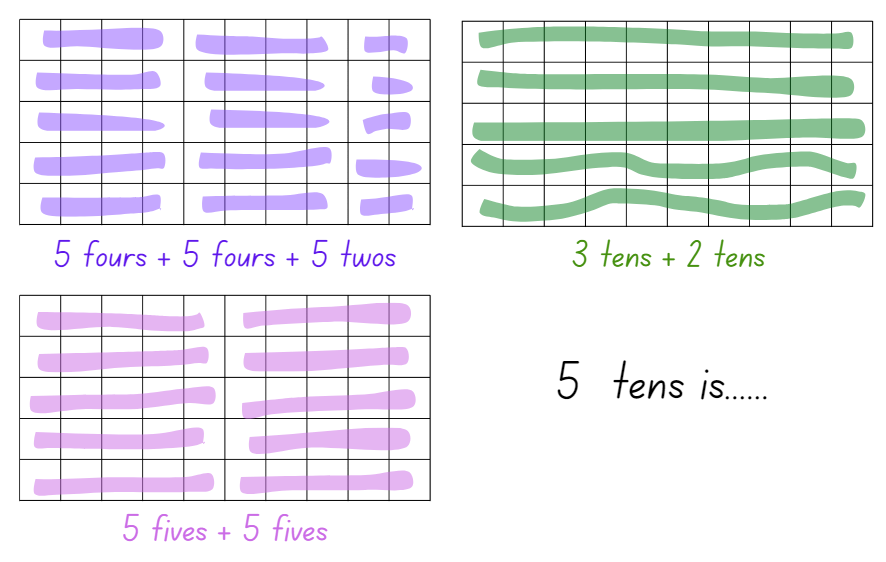 5 fours + 5 fours + 5 twos
3 tens + 2 tens
5 tens is......
5 fives + 5 fives